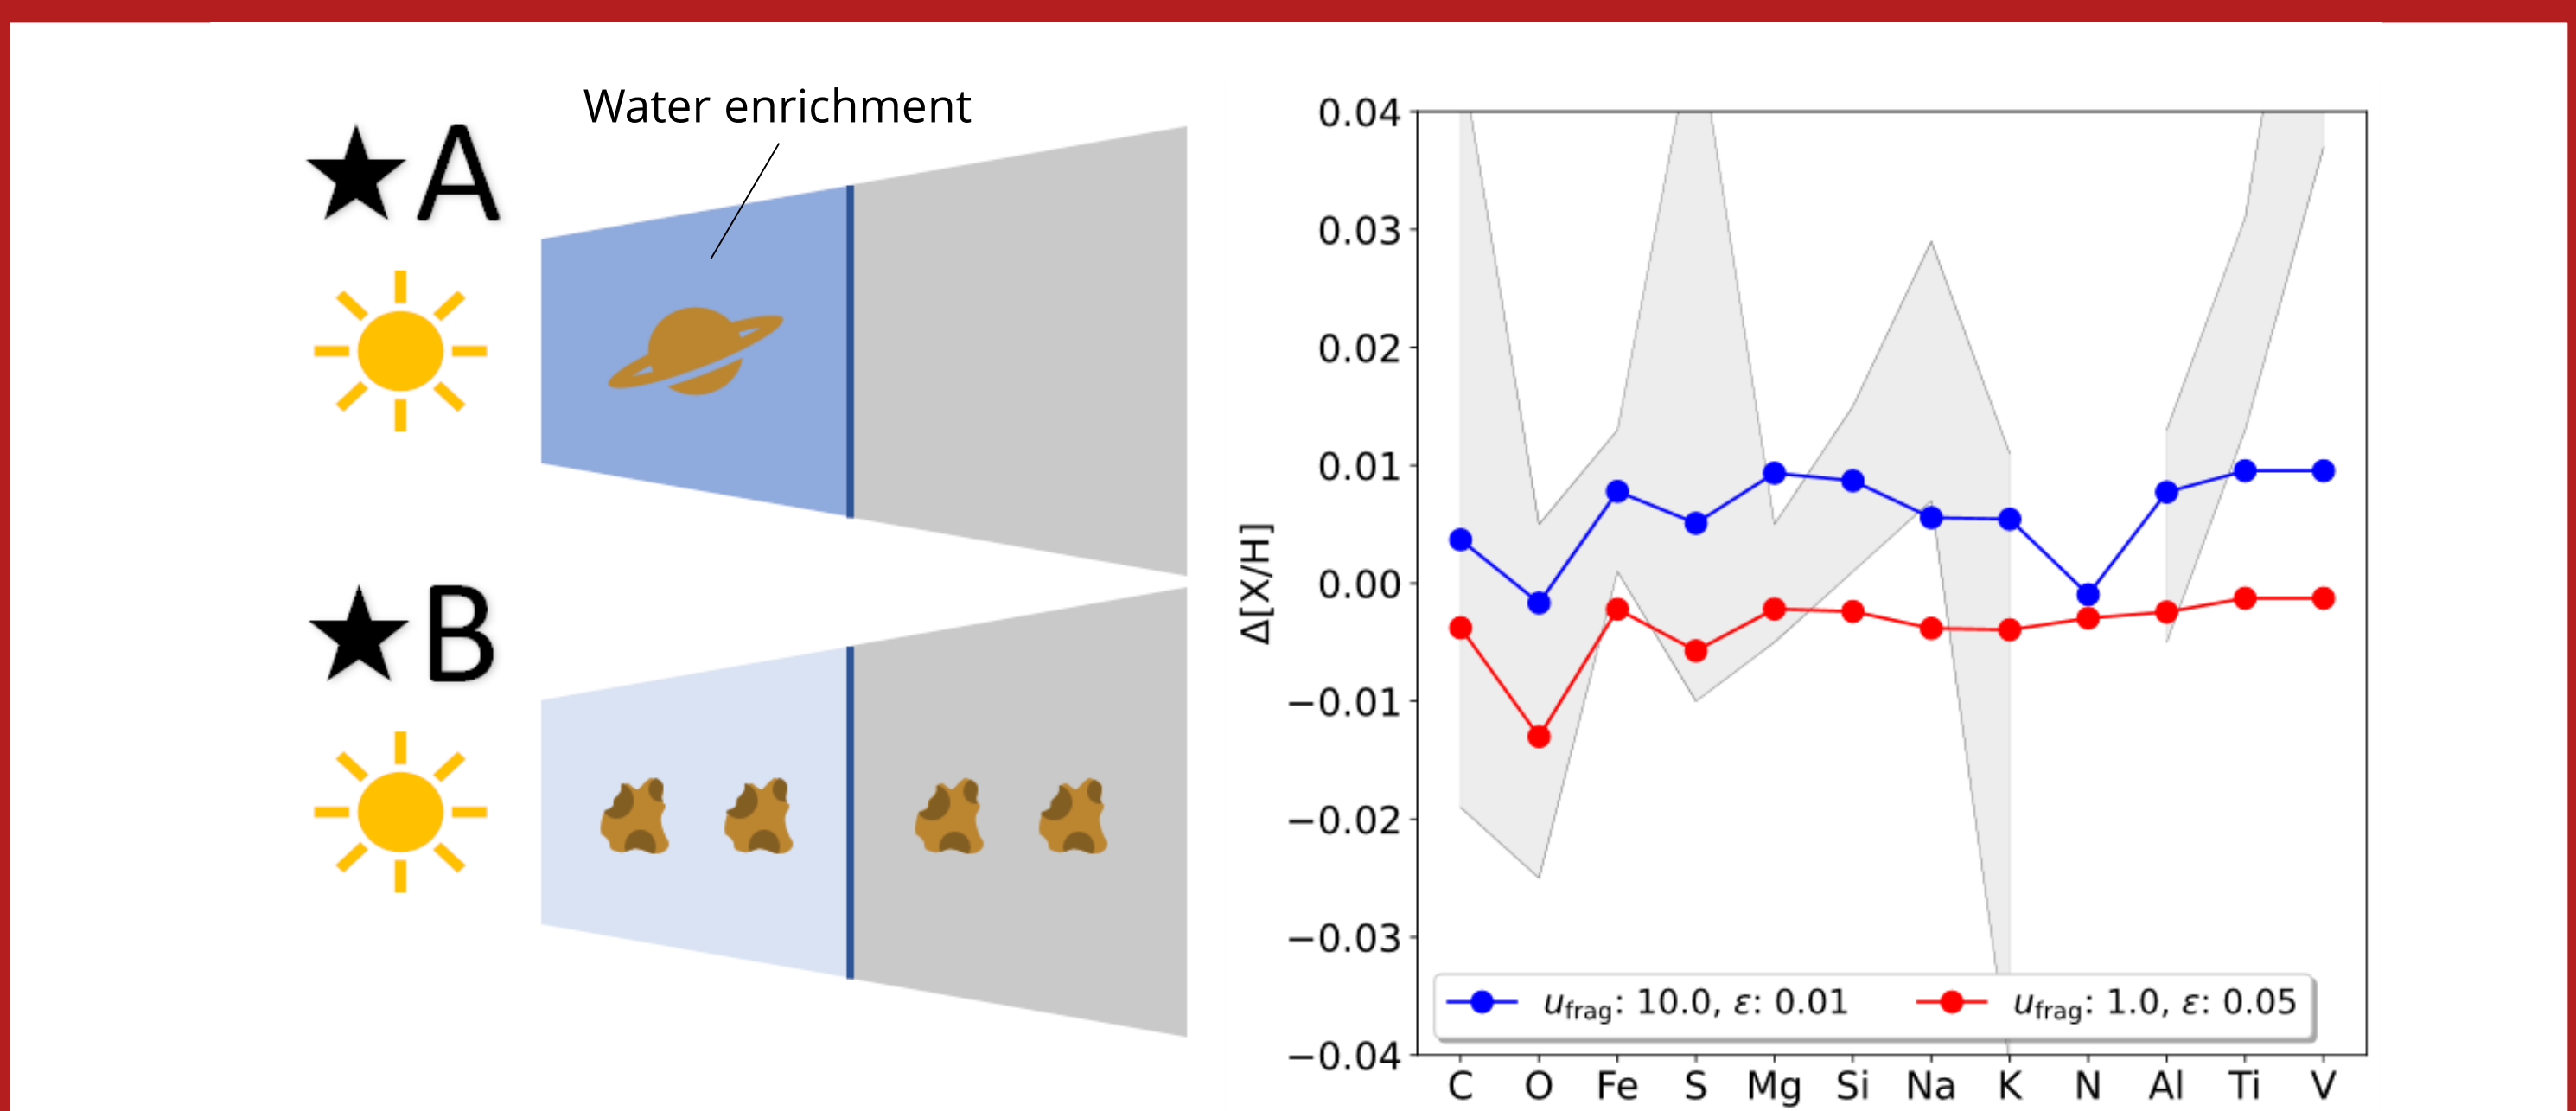 Water enrichment
★A
★B
0.04
0.03
0.02
0.01
0.00
−0.01
−0.02
−0.03
−0.04
Δ[X/H]
u_frag: 10.0, ε: 0.01
u_frag: 1.0, ε: 0.05
C O Fe S Mg Si Na K N Al Ti V